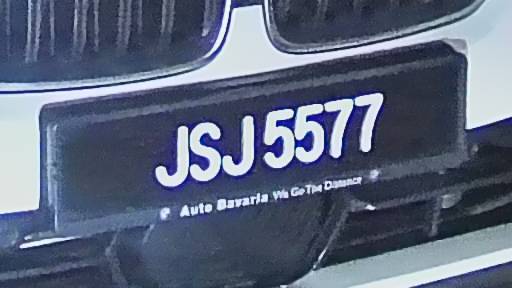 JSJ 5577
Auto Bavaria We Go The Distance